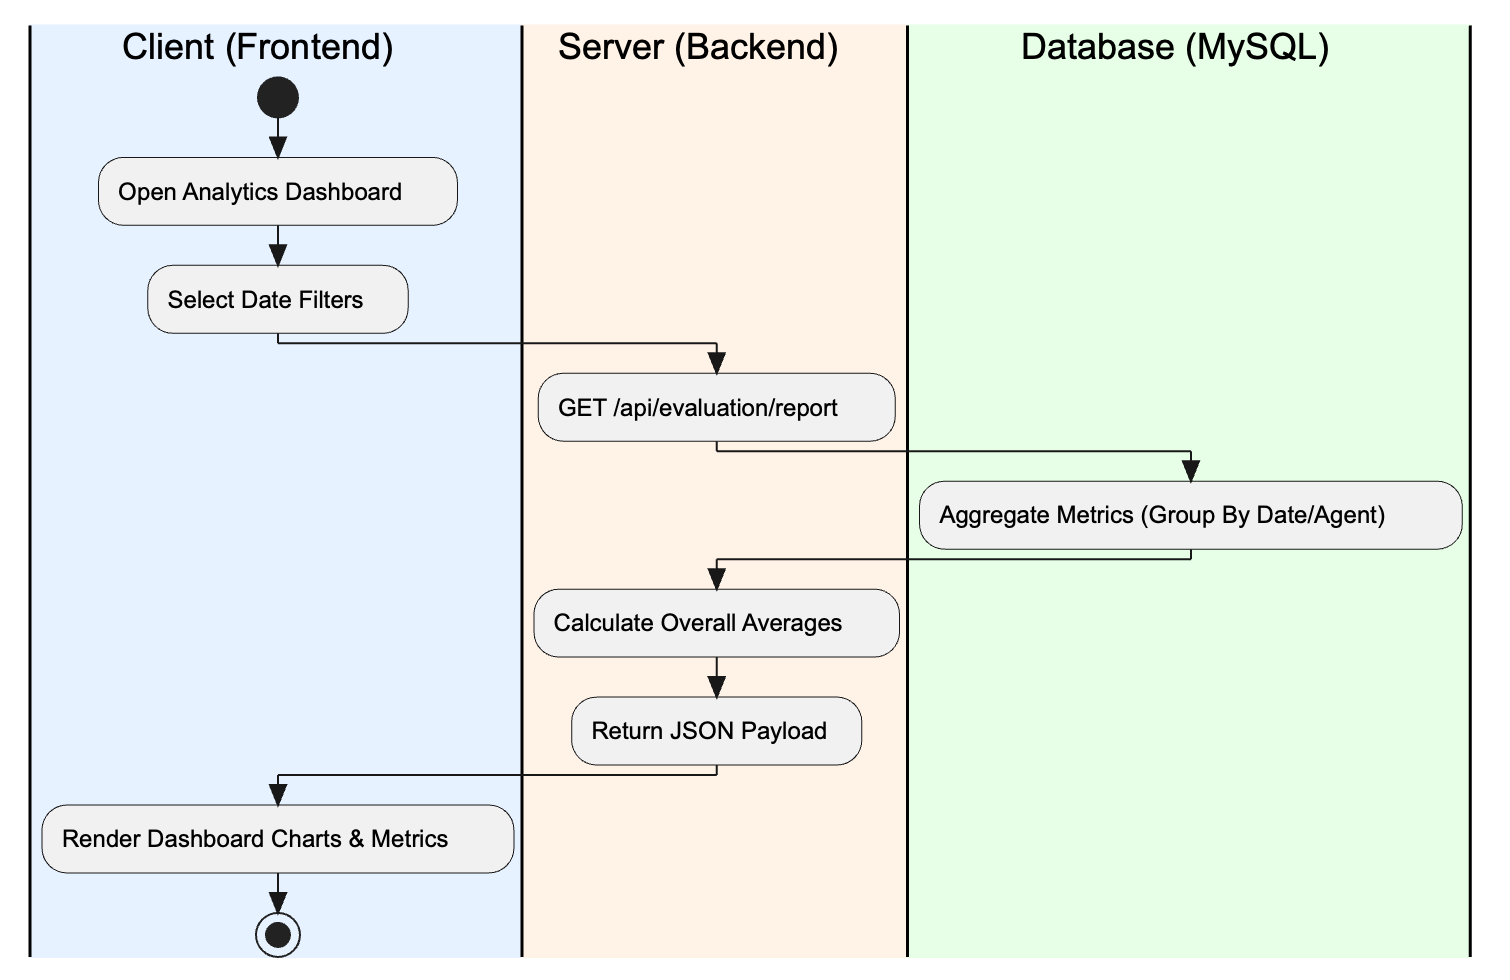 Client (Frontend)
Server (Backend)
Database (MySQL)
Open Analytics Dashboard
Select Date Filters
GET /api/evaluation/report
Aggregate Metrics (Group By Date/Agent)
Calculate Overall Averages
Return JSON Payload
Render Dashboard Charts & Metrics